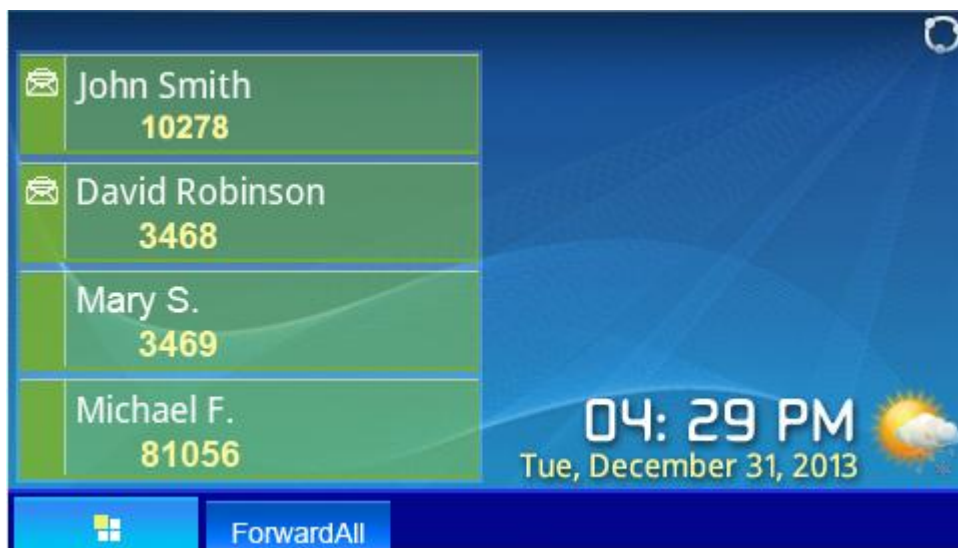 John Smith
10278
David Robinson
3468
Mary S.
3469
Michael F.
81056
04: 29 PM
Tue, December 31, 2013
ForwardAll